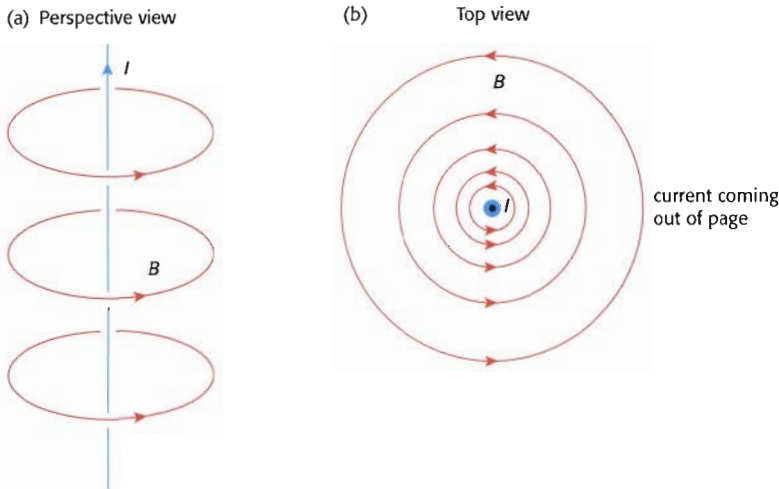 (a) Perspective view
I
B
(b) Top view
B
I
current coming
out of page